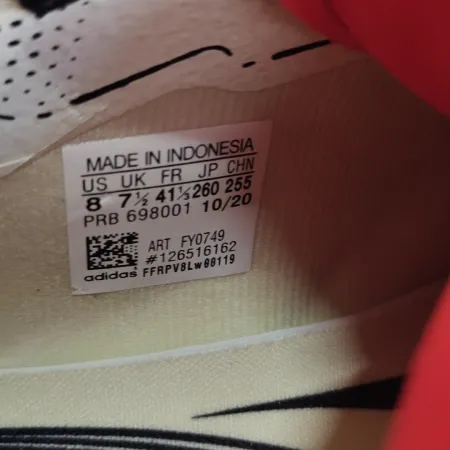 MADE IN INDONESIA
US UK FR JP CHN
8 7½ 41⅓ 260 255
PRB 698001 10/20
ART FY0749
#126516162
adidas FFRPV8Lw00119